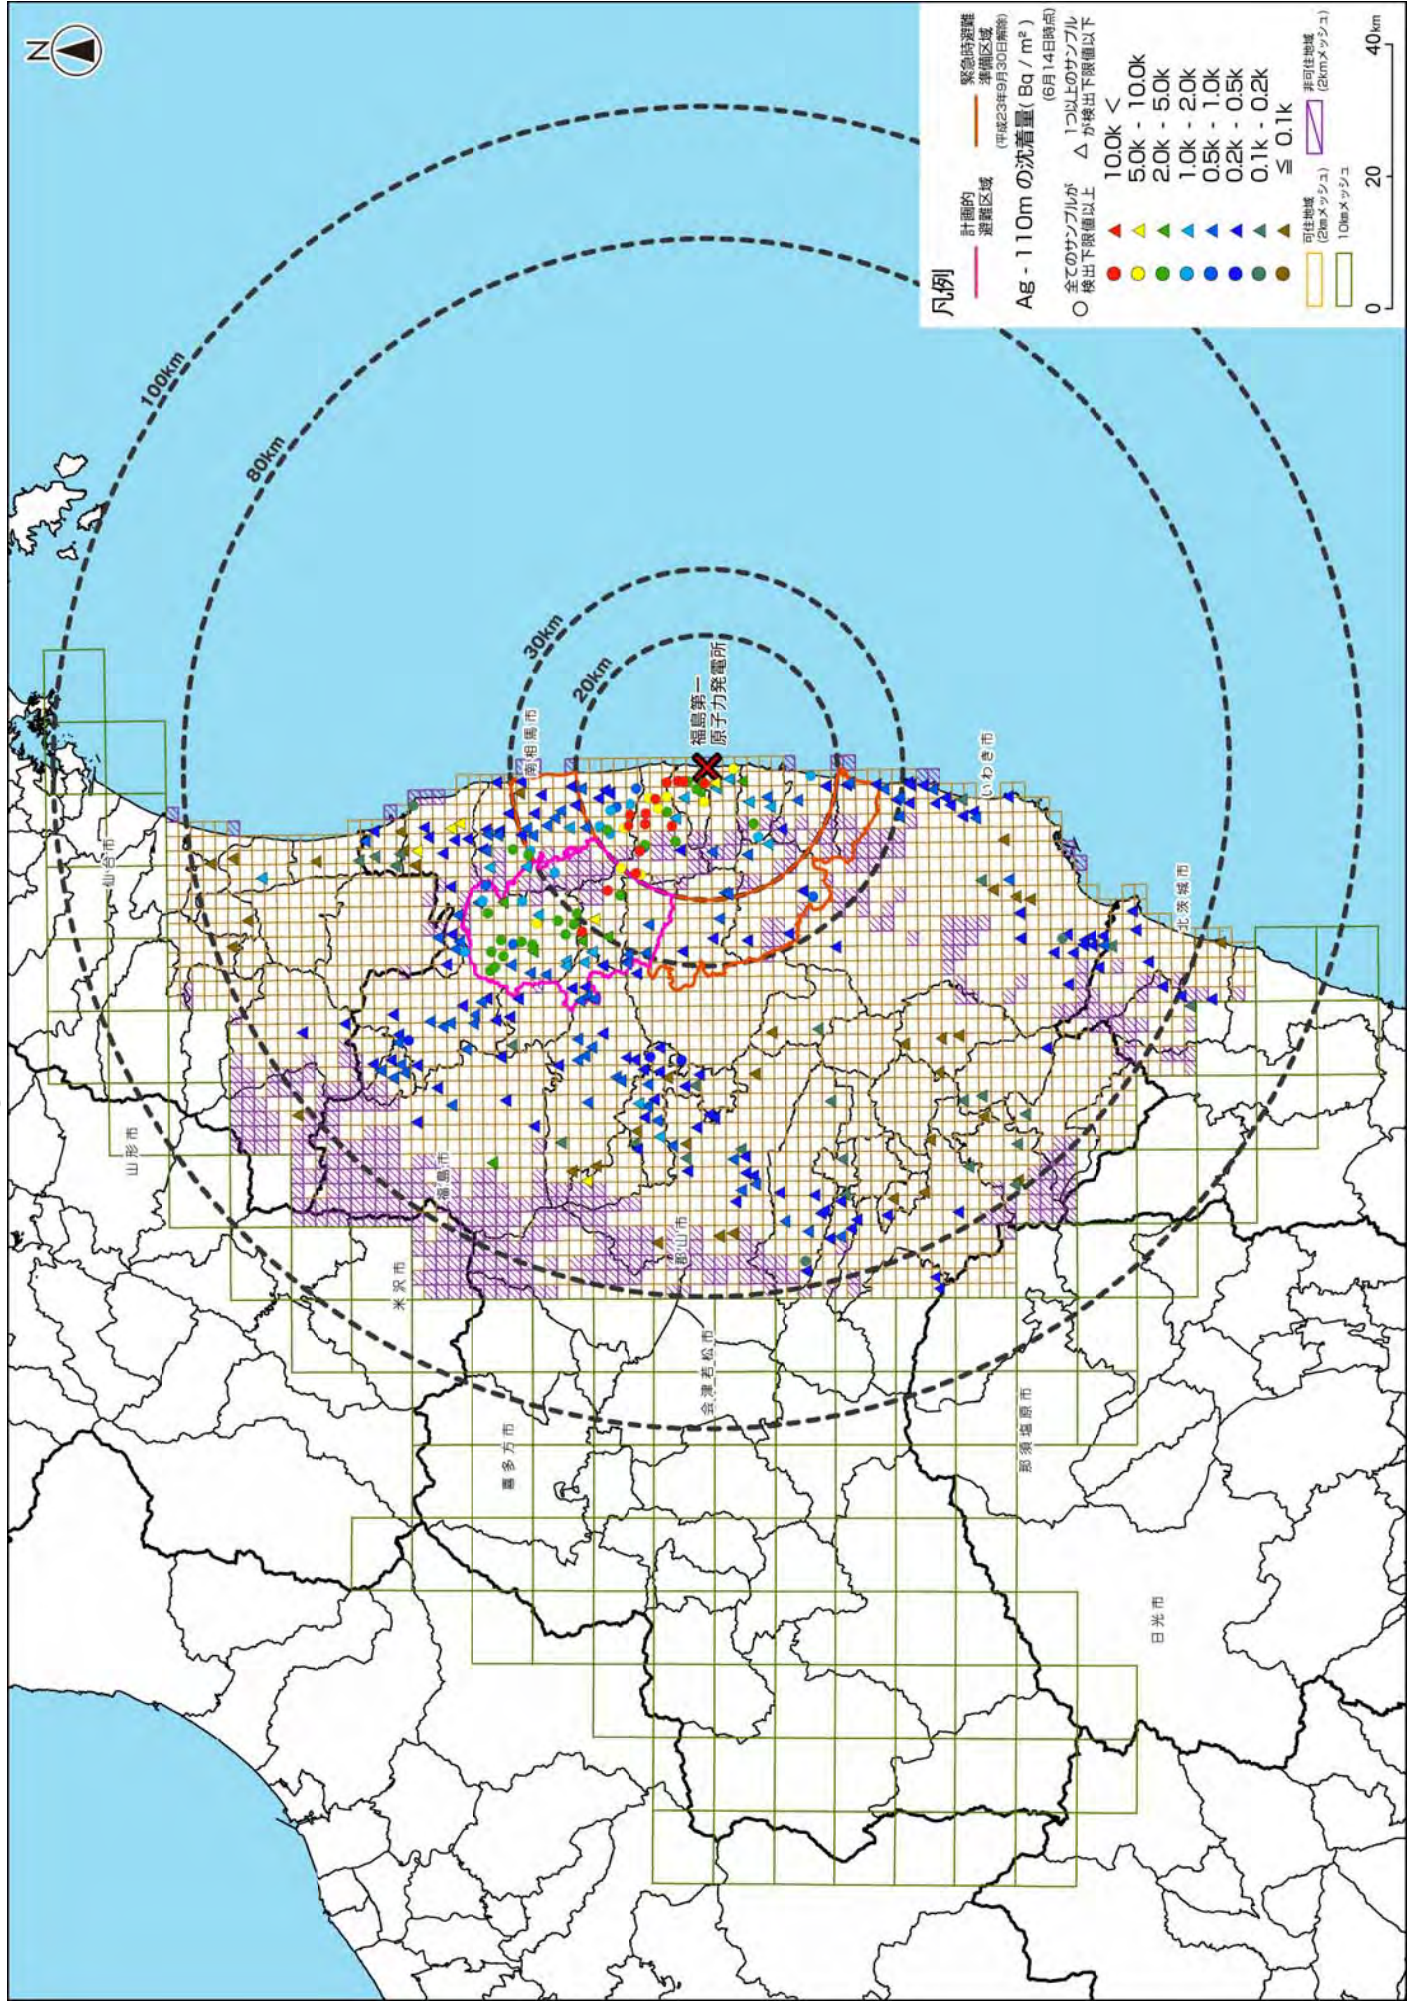 N
100km
80km
30km
20km
仙台市
山形市
南相馬市
福島市
米沢市
福島第一
原子力発電所
郡山市
会津若松市
喜多方市
いわき市
北茨城市
那須塩原市
日光市
凡例
計画的
避難区域
緊急時避難
準備区域
(平成23年9月30日解除)
Ag - 110m の沈着量( Bq / m² )
(6月14日時点)
○ 全てのサンプルが
検出下限値以上
△ 1つ以上のサンプル
が検出下限値以下
10.0k <
5.0k - 10.0k
2.0k - 5.0k
1.0k - 2.0k
0.5k - 1.0k
0.2k - 0.5k
0.1k - 0.2k
≦ 0.1k
可住地域
(2kmメッシュ)
非可住地域
(2kmメッシュ)
10kmメッシュ
0 20 40km